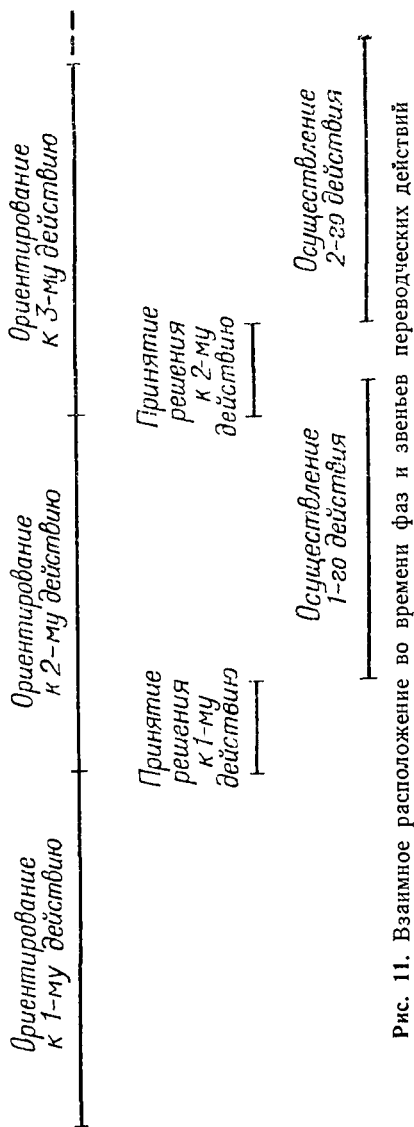 Ориентирование
к 1-му действию
Ориентирование
к 2-му действию
Ориентирование
к 3-му действию
Принятие
решения
к 1-му
действию
Принятие
решения
к 2-му
действию
Осуществление
1-го действия
Осуществление
2-го действия
Рис. 11. Взаимное расположение во времени фаз и звеньев переводческих действий